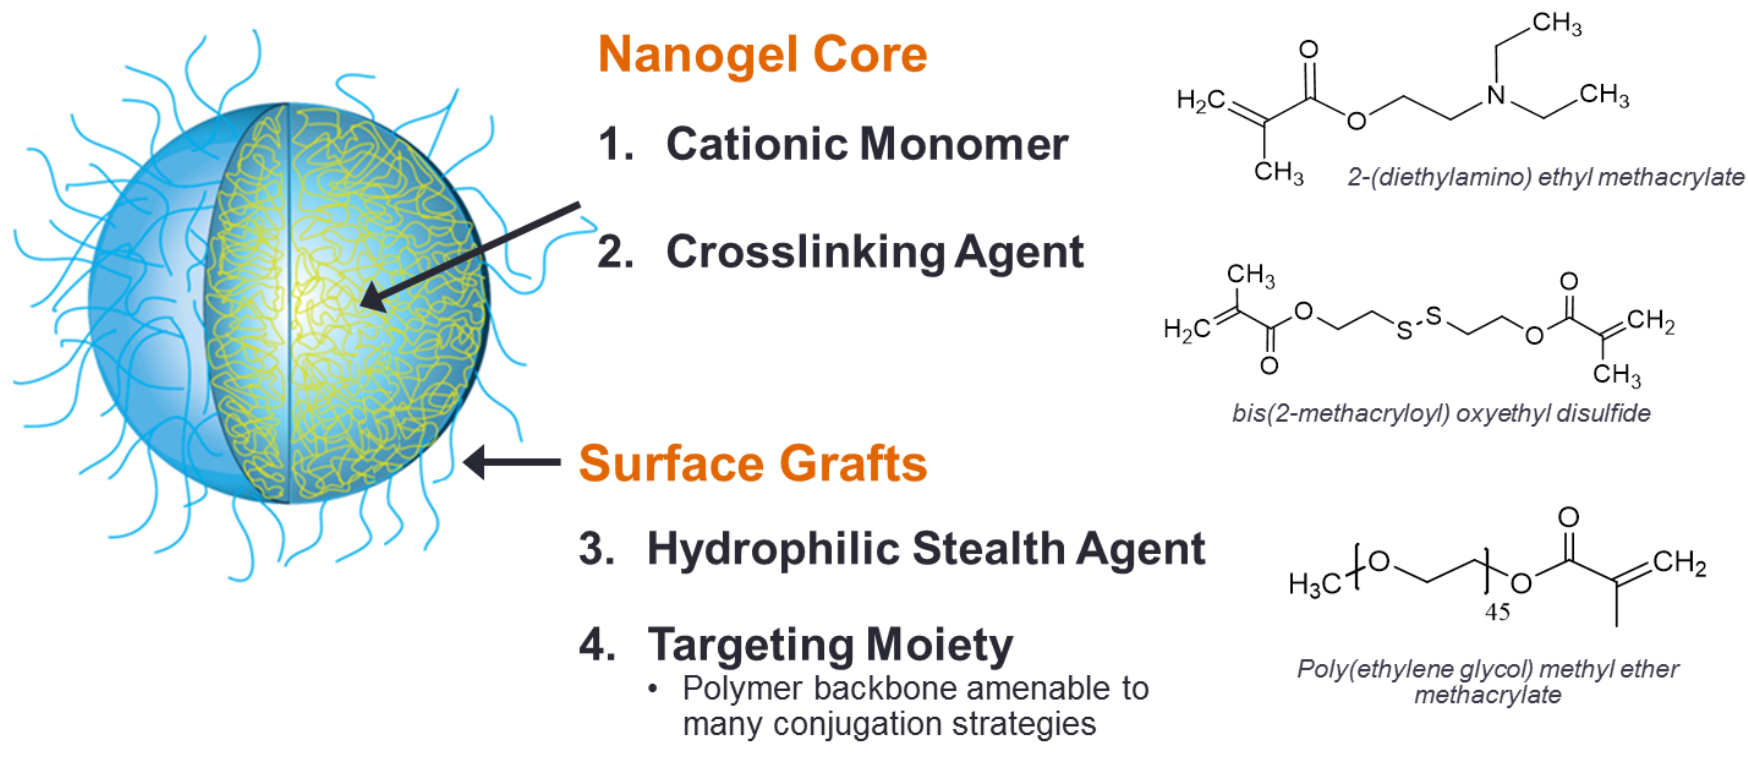 Nanogel Core
1. Cationic Monomer
2. Crosslinking Agent
Surface Grafts
3. Hydrophilic Stealth Agent
4. Targeting Moiety
• Polymer backbone amenable to
many conjugation strategies
CH3
O
H2C
N
CH3
O
CH3
2-(diethylamino) ethyl methacrylate
CH3
O
O
S
H2C
S
CH2
O
O
CH3
bis(2-methacryloyl) oxyethyl disulfide
O
O
CH2
H3C
O
45
Poly(ethylene glycol) methyl ether
methacrylate